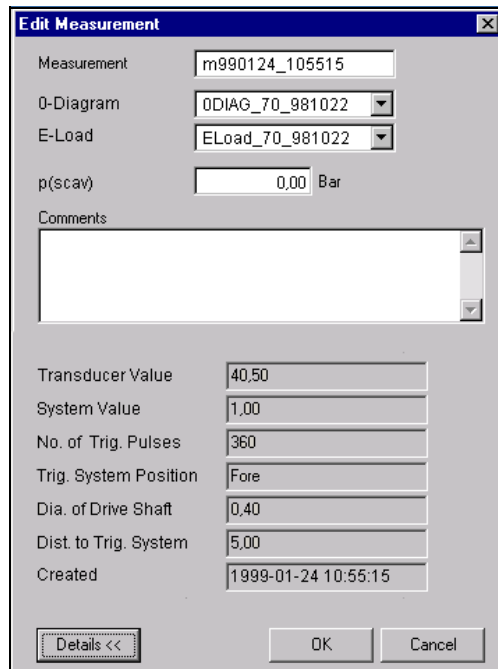 Edit Measurement
Measurement m990124_105515
0-Diagram 0DIAG_70_981022
E-Load ELoad_70_981022
p(scav) 0,00 Bar
Comments
Transducer Value 40,50
System Value 1,00
No. of Trig. Pulses 360
Trig. System Position Fore
Dia. of Drive Shaft 0,40
Dist. to Trig. System 5,00
Created 1999-01-24 10:55:15
Details << OK Cancel